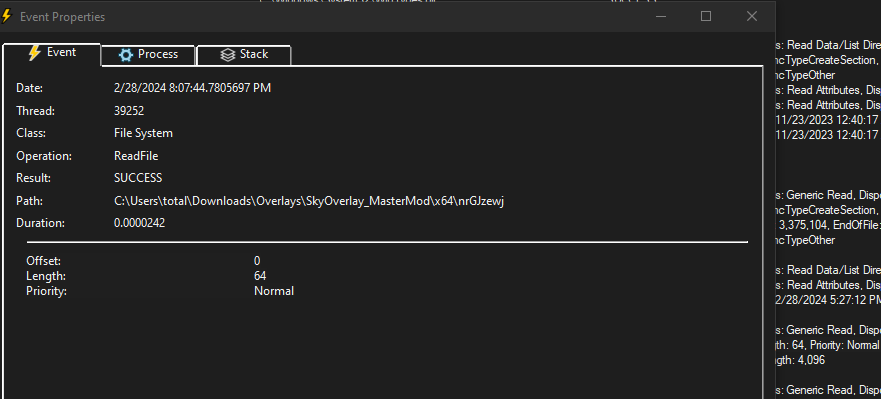 Event Properties
Event
Process
Stack
Date: 2/28/2024 8:07:44.7805697 PM
Thread: 39252
Class: File System
Operation: ReadFile
Result: SUCCESS
Path: C:\Users\total\Downloads\Overlays\SkyOverlay_MasterMod\x64\nrGJzewj
Duration: 0.0000242
Offset: 0
Length: 64
Priority: Normal
s: Read Data/List Dire
ncTypeCreateSection,
ncTypeOther
s: Read Attributes, Disp
s: Read Attributes, Disp
11/23/2023 12:40:17
11/23/2023 12:40:17
s: Generic Read, Dispo
ncTypeCreateSection,
3,375,104, EndOfFile:
ncTypeOther
s: Read Data/List Dire
s: Read Attributes, Disp
2/28/2024 5:27:12 PM
s: Generic Read, Dispo
gth: 64, Priority: Normal
ngth: 4,096
s: Generic Read, Dispo